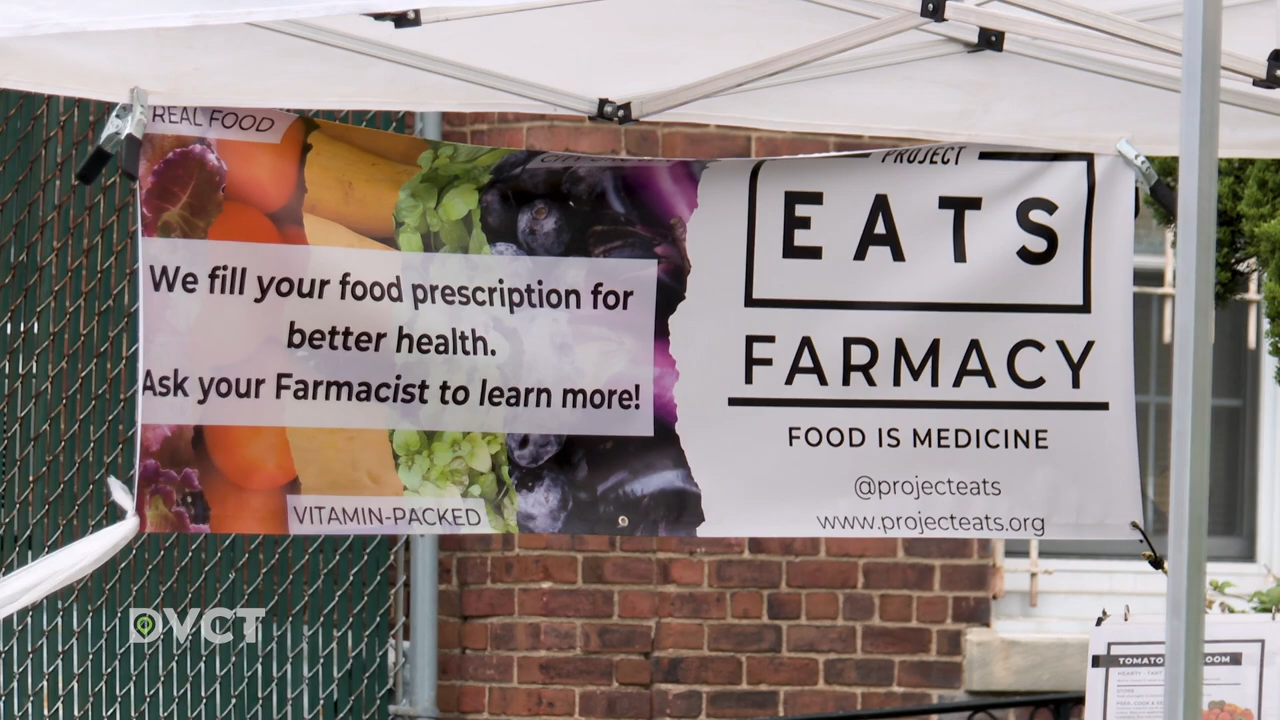 REAL FOOD
We fill your food prescription for
better health.
Ask your Farmacist to learn more!
VITAMIN-PACKED
PROJECT
EATS
FARMACY
FOOD IS MEDICINE
@projecteats
www.projecteats.org
DVCT
TOMATO